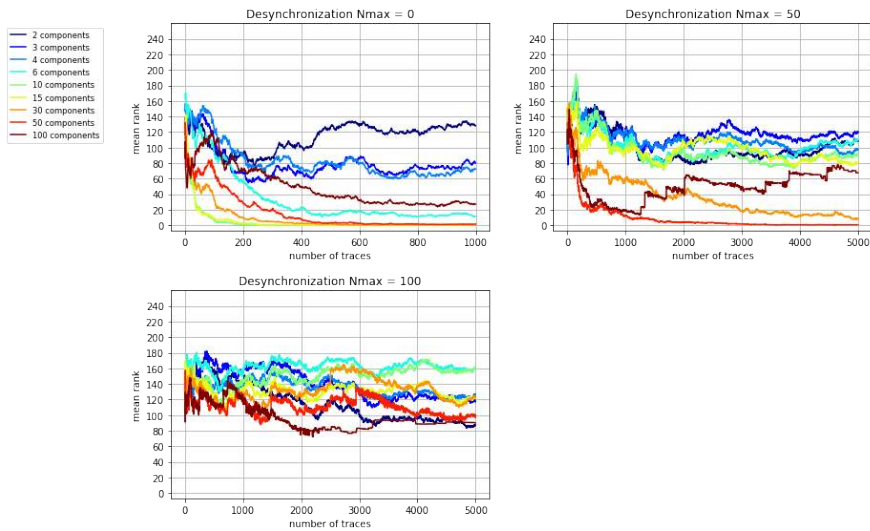 Desynchronization Nmax = 0
Desynchronization Nmax = 50
2 components
3 components
4 components
6 components
10 components
15 components
30 components
50 components
100 components
240
220
200
180
160
140
120
100
80
60
40
20
0
mean rank
0 200 400 600 800 1000
number of traces
240
220
200
180
160
140
120
100
80
60
40
20
0
mean rank
0 1000 2000 3000 4000 5000
number of traces
Desynchronization Nmax = 100
240
220
200
180
160
140
120
100
80
60
40
20
0
mean rank
0 1000 2000 3000 4000 5000
number of traces